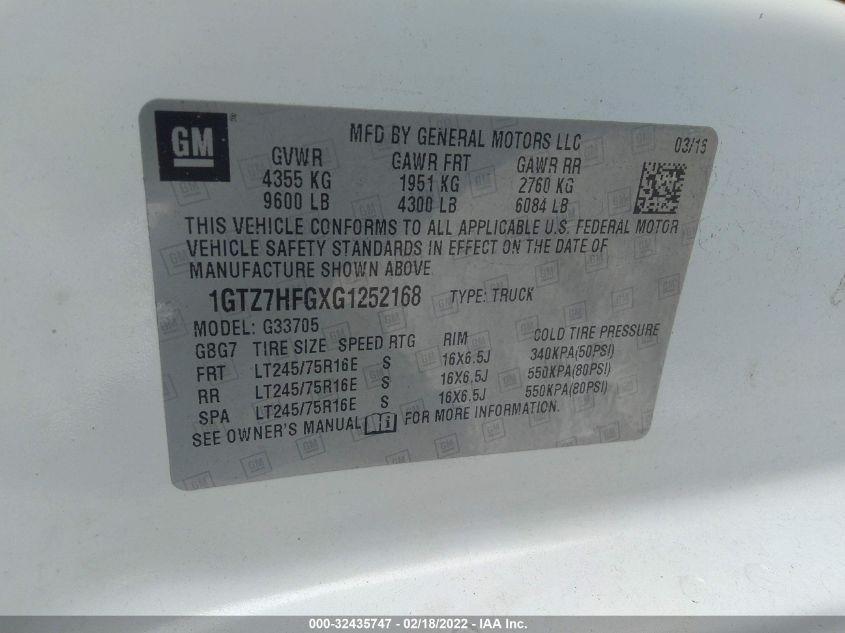 GM
MFD BY GENERAL MOTORS LLC
03/16
GVWR GAWR FRT GAWR RR
4355 KG 1951 KG 2760 KG
9600 LB 4300 LB 6084 LB
THIS VEHICLE CONFORMS TO ALL APPLICABLE U.S. FEDERAL MOTOR
VEHICLE SAFETY STANDARDS IN EFFECT ON THE DATE OF
MANUFACTURE SHOWN ABOVE.
1GTZ7HFGXG1252168 TYPE: TRUCK
MODEL: G33705
G8G7 TIRE SIZE SPEED RTG RIM COLD TIRE PRESSURE
FRT LT245/75R16E S 16X6.5J 340KPA(50PSI)
RR LT245/75R16E S 16X6.5J 550KPA(80PSI)
SPA LT245/75R16E S 16X6.5J 550KPA(80PSI)
SEE OWNER'S MANUAL FOR MORE INFORMATION.
000-32435747 - 02/18/2022 - IAA Inc.